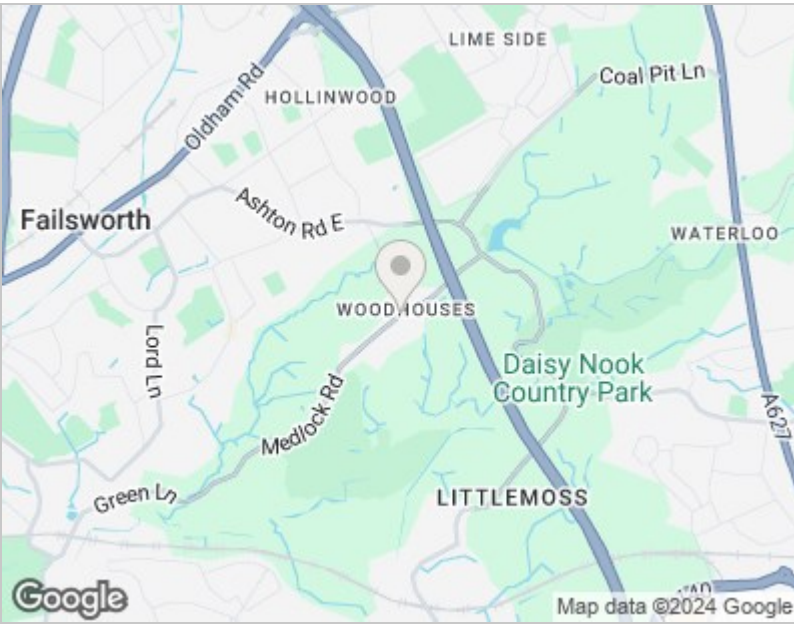 LIME SIDE
Coal Pit Ln
HOLLINWOOD
Oldham Rd
Ashton Rd E
Failsworth
WATERLOO
WOODHOUSES
Lord Ln
Daisy Nook
Country Park
Medlock Rd
A627
Green Ln
LITTLEMOSS
Google
Map data ©2024 Google